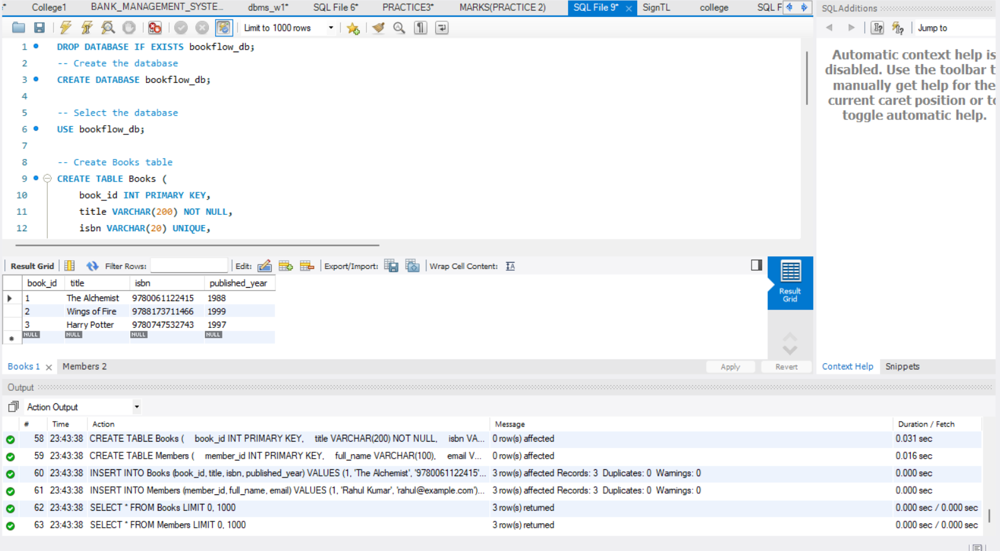 College1 BANK_MANAGEMENT_SYSTE... dbms_w1* SQL File 6* PRACTICE3* MARKS(PRACTICE 2) SQL File 9* SignTL college SQL F SQLAdditions
Limit to 1000 rows Jump to
1 DROP DATABASE IF EXISTS bookflow_db;
2 -- Create the database
3 CREATE DATABASE bookflow_db;
4
5 -- Select the database
6 USE bookflow_db;
7
8 -- Create Books table
9 CREATE TABLE Books (
10 book_id INT PRIMARY KEY,
11 title VARCHAR(200) NOT NULL,
12 isbn VARCHAR(20) UNIQUE,
Automatic context help is
disabled. Use the toolbar t
manually get help for the
current caret position or to
toggle automatic help.
Result Grid Filter Rows: Edit: Export/Import: Wrap Cell Content:
book_id title isbn published_year
1 The Alchemist 9780061122415 1988
2 Wings of Fire 9788173711466 1999
3 Harry Potter 9780747532743 1997
NULL NULL NULL NULL
Result
Grid
Books 1 Members 2 Apply Revert Context Help Snippets
Output
Action Output
# Time Action Message Duration / Fetch
58 23:43:38 CREATE TABLE Books ( book_id INT PRIMARY KEY, title VARCHAR(200) NOT NULL, isbn VA... 0 row(s) affected 0.031 sec
59 23:43:38 CREATE TABLE Members ( member_id INT PRIMARY KEY, full_name VARCHAR(100), email V... 0 row(s) affected 0.016 sec
60 23:43:38 INSERT INTO Books (book_id, title, isbn, published_year) VALUES (1, 'The Alchemist', '9780061122415'... 3 row(s) affected Records: 3 Duplicates: 0 Warnings: 0 0.000 sec
61 23:43:38 INSERT INTO Members (member_id, full_name, email) VALUES (1, 'Rahul Kumar', 'rahul@example.com')... 3 row(s) affected Records: 3 Duplicates: 0 Warnings: 0 0.000 sec
62 23:43:38 SELECT * FROM Books LIMIT 0, 1000 3 row(s) returned 0.000 sec / 0.000 sec
63 23:43:38 SELECT * FROM Members LIMIT 0, 1000 3 row(s) returned 0.000 sec / 0.000 sec